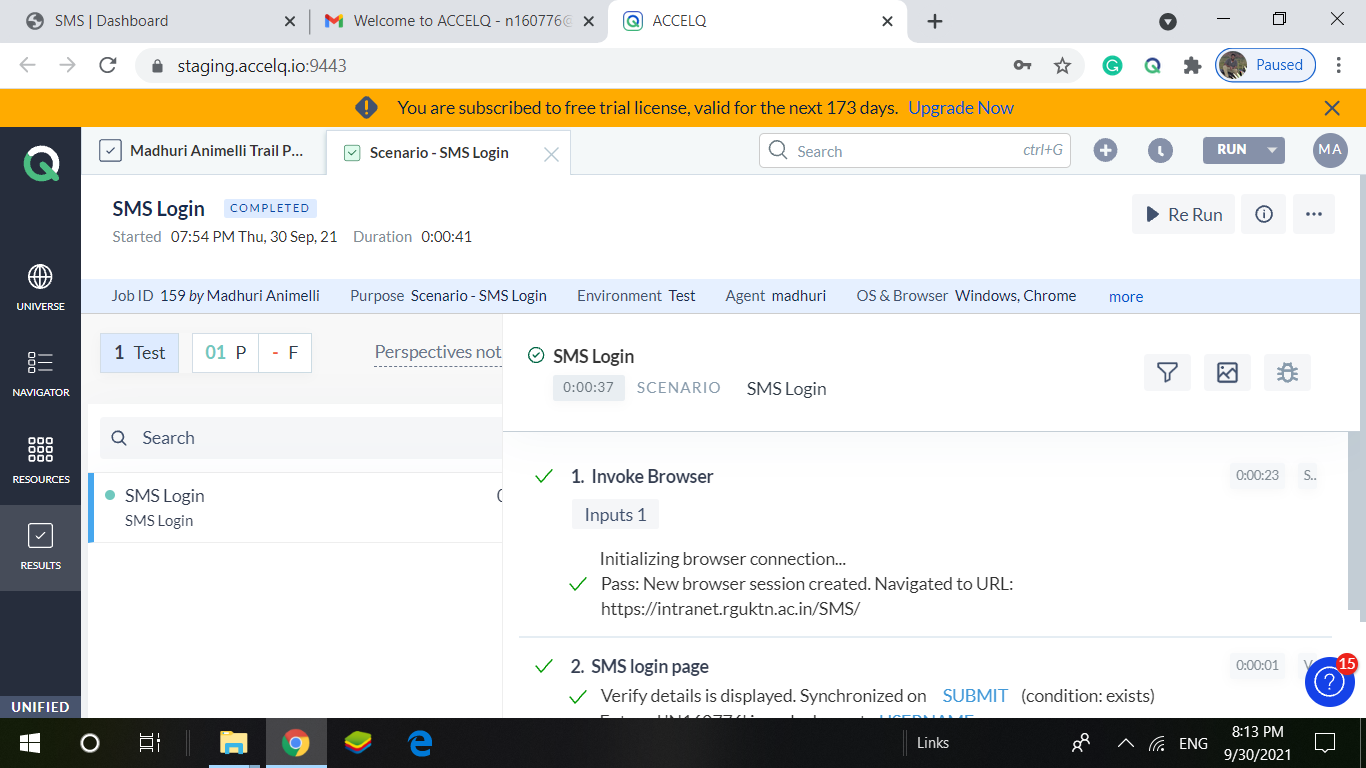 SMS | Dashboard
Welcome to ACCELQ - n160776@
ACCELQ
staging.accelq.io:9443
Paused
You are subscribed to free trial license, valid for the next 173 days. Upgrade Now
Madhuri Animelli Trail P...
Scenario - SMS Login
Search
ctrl+G
RUN
MA
SMS Login COMPLETED
Started 07:54 PM Thu, 30 Sep, 21 Duration 0:00:41
Re Run
Job ID 159 by Madhuri Animelli Purpose Scenario - SMS Login Environment Test Agent madhuri OS & Browser Windows, Chrome more
UNIVERSE
NAVIGATOR
RESOURCES
RESULTS
UNIFIED
1 Test
01 P
- F
Perspectives not
Search
SMS Login
SMS Login
SMS Login
0:00:37 SCENARIO SMS Login
1. Invoke Browser
0:00:23 S..
Inputs 1
Initializing browser connection...
Pass: New browser session created. Navigated to URL:
https://intranet.rguktn.ac.in/SMS/
2. SMS login page
0:00:01
15
Verify details is displayed. Synchronized on SUBMIT (condition: exists)
Links
ENG
8:13 PM
9/30/2021